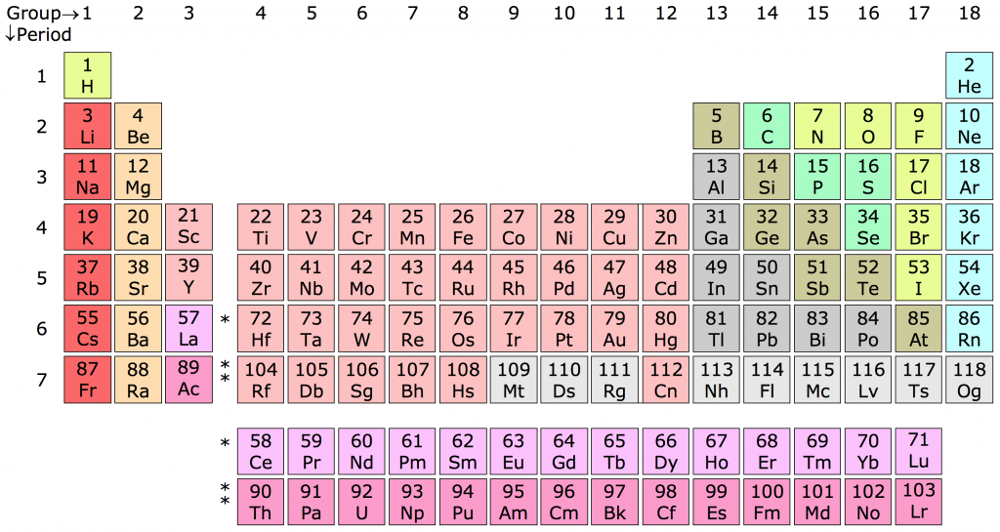 Group→ 1 2 3 4 5 6 7 8 9 10 11 12 13 14 15 16 17 18
↓Period
1 2
1 H He
3 4 5 6 7 8 9 10
2 Li Be B C N O F Ne
11 12 13 14 15 16 17 18
3 Na Mg Al Si P S Cl Ar
19 20 21 22 23 24 25 26 27 28 29 30 31 32 33 34 35 36
4 K Ca Sc Ti V Cr Mn Fe Co Ni Cu Zn Ga Ge As Se Br Kr
37 38 39 40 41 42 43 44 45 46 47 48 49 50 51 52 53 54
5 Rb Sr Y Zr Nb Mo Tc Ru Rh Pd Ag Cd In Sn Sb Te I Xe
55 56 57 * 72 73 74 75 76 77 78 79 80 81 82 83 84 85 86
6 Cs Ba La Hf Ta W Re Os Ir Pt Au Hg Tl Pb Bi Po At Rn
87 88 89 * * 104 105 106 107 108 109 110 111 112 113 114 115 116 117 118
7 Fr Ra Ac Rf Db Sg Bh Hs Mt Ds Rg Cn Nh Fl Mc Lv Ts Og
* 58 59 60 61 62 63 64 65 66 67 68 69 70 71
Ce Pr Nd Pm Sm Eu Gd Tb Dy Ho Er Tm Yb Lu
* * 90 91 92 93 94 95 96 97 98 99 100 101 102 103
Th Pa U Np Pu Am Cm Bk Cf Es Fm Md No Lr